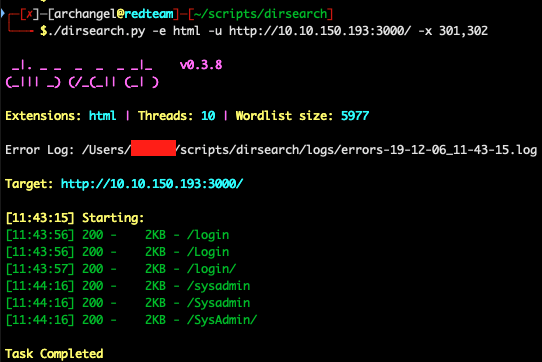 [✗]─[archangel@redteam]─[~/scripts/dirsearch]
$./dirsearch.py -e html -u http://10.10.150.193:3000/ -x 301,302
 _|. _ _  _  _  _ _|_    v0.3.8
(_||| _) (/_(_|| (_| )
Extensions: html | Threads: 10 | Wordlist size: 5977
Error Log: /Users/ /scripts/dirsearch/logs/errors-19-12-06_11-43-15.log
Target: http://10.10.150.193:3000/
[11:43:15] Starting:
[11:43:56] 200 -    2KB - /login
[11:43:56] 200 -    2KB - /Login
[11:43:57] 200 -    2KB - /login/
[11:44:16] 200 -    2KB - /sysadmin
[11:44:16] 200 -    2KB - /Sysadmin
[11:44:16] 200 -    2KB - /SysAdmin/
Task Completed